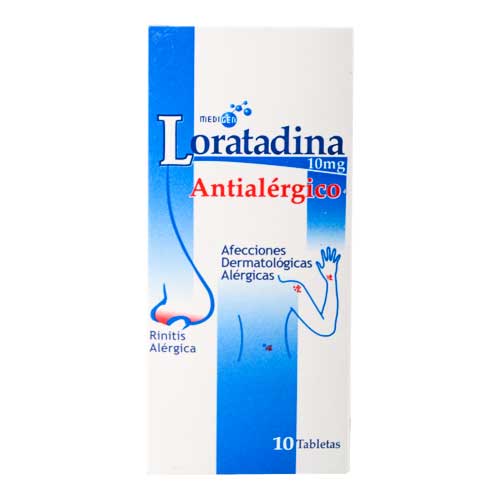 MEDIGEN
Loratadina
10mg
Antialérgico
Afecciones
Dermatológicas
Alérgicas
Rinitis
Alérgica
10 Tabletas